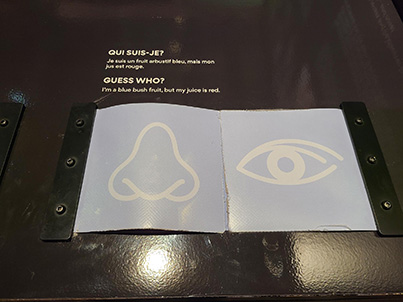 QUI SUIS-JE?
Je suis un fruit arbustif bleu, mais mon
jus est rouge.
GUESS WHO?
I'm a blue bush fruit, but my juice is red.